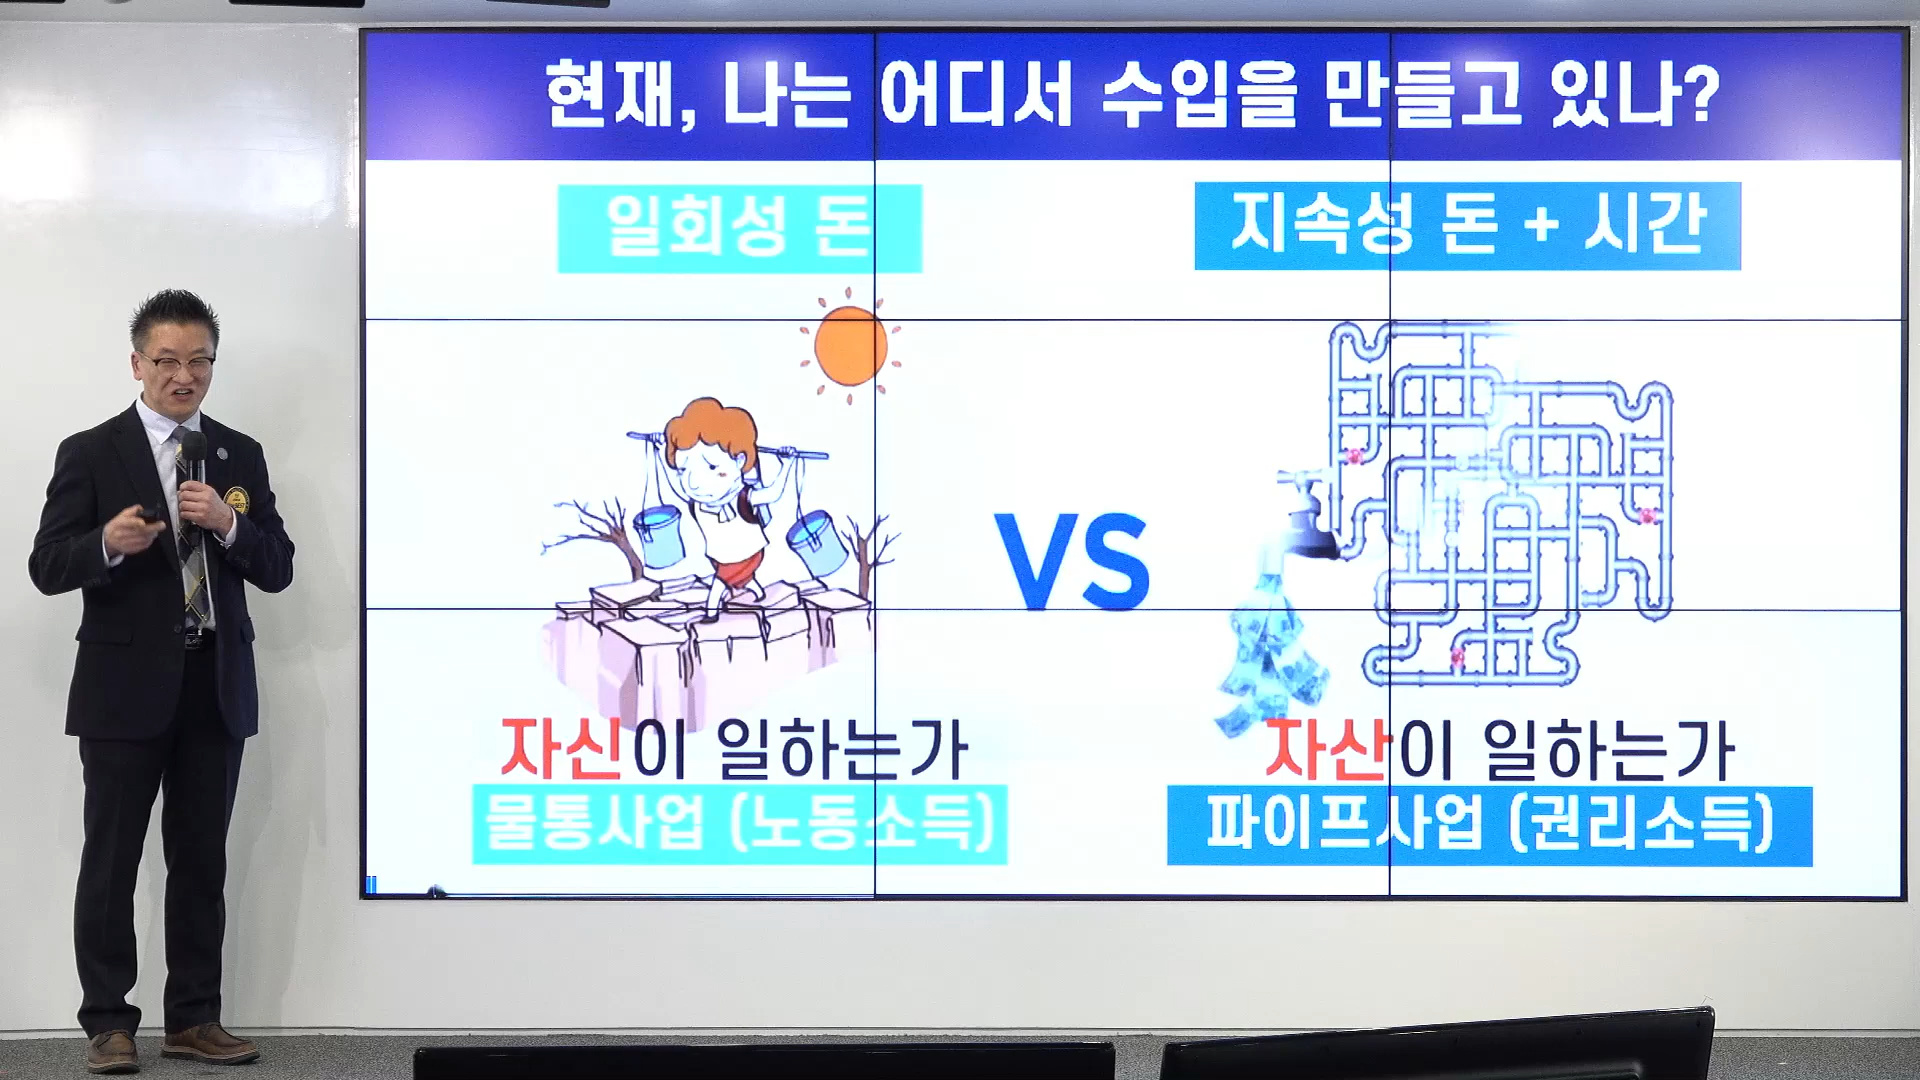 현재, 나는 어디서 수입을 만들고 있나?
일회성 돈
지속성 돈 + 시간
VS
자신이 일하는가
자산이 일하는가
물통사업 (노동소득)
파이프사업 (권리소득)